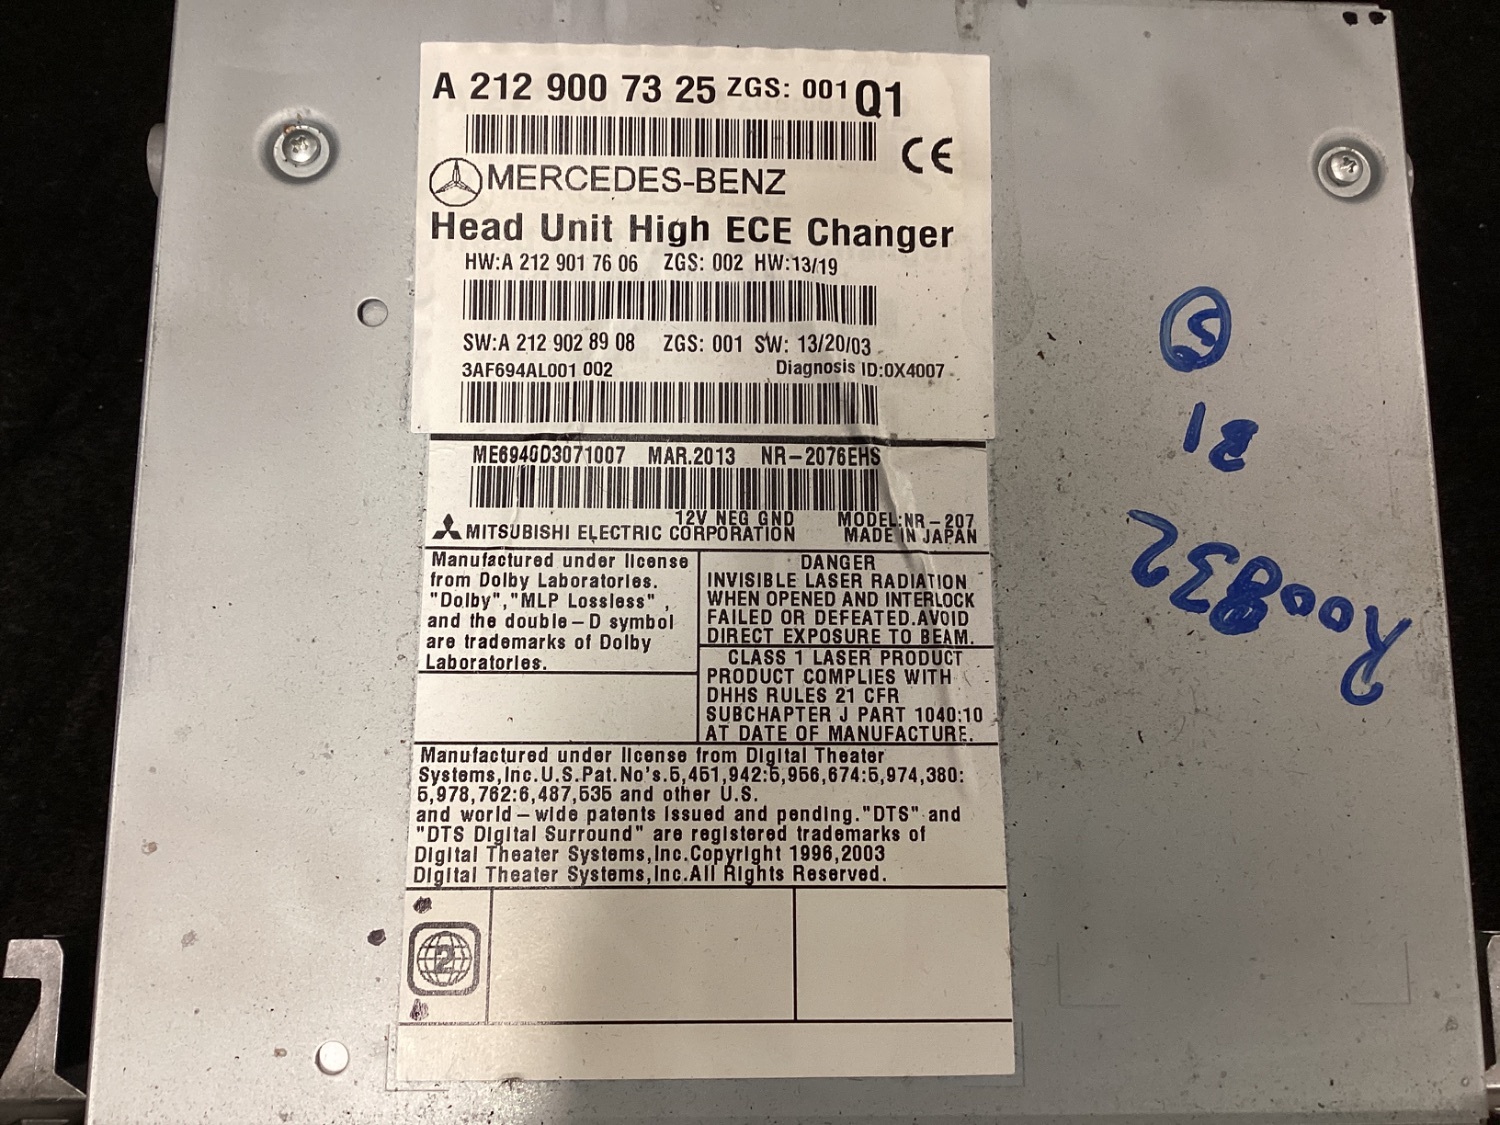 A 212 900 73 25 ZGS: 001 Q1
CE
MERCEDES-BENZ
Head Unit High ECE Changer
HW:A 212 901 76 06 ZGS: 002 HW:13/19
SW:A 212 902 89 08 ZGS: 001 SW: 13/20/03
3AF694AL001 002 Diagnosis ID:0X4007
ME6940D3071007 MAR.2013 NR-2076EHS
12V NEG GND MODEL:NR-207
MITSUBISHI ELECTRIC CORPORATION MADE IN JAPAN
Manufactured under license
from Dolby Laboratories.
"Dolby","MLP Lossless",
and the double-D symbol
are trademarks of Dolby
Laboratories.
DANGER
INVISIBLE LASER RADIATION
WHEN OPENED AND INTERLOCK
FAILED OR DEFEATED.AVOID
DIRECT EXPOSURE TO BEAM.
CLASS 1 LASER PRODUCT
PRODUCT COMPLIES WITH
DHHS RULES 21 CFR
SUBCHAPTER J PART 1040:10
AT DATE OF MANUFACTURE.
Manufactured under license from Digital Theater
Systems,Inc.U.S.Pat.No's.5,451,942:5,956,674:5,974,380:
5,978,762:6,487,535 and other U.S.
and world-wide patents issued and pending."DTS" and
"DTS Digital Surround" are registered trademarks of
Digital Theater Systems,Inc.Copyright 1996,2003
Digital Theater Systems,Inc.All Rights Reserved.
2
R00832